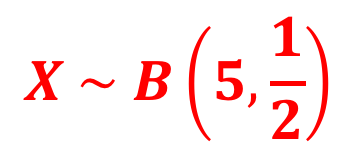 X ~ B(5, 1/2)